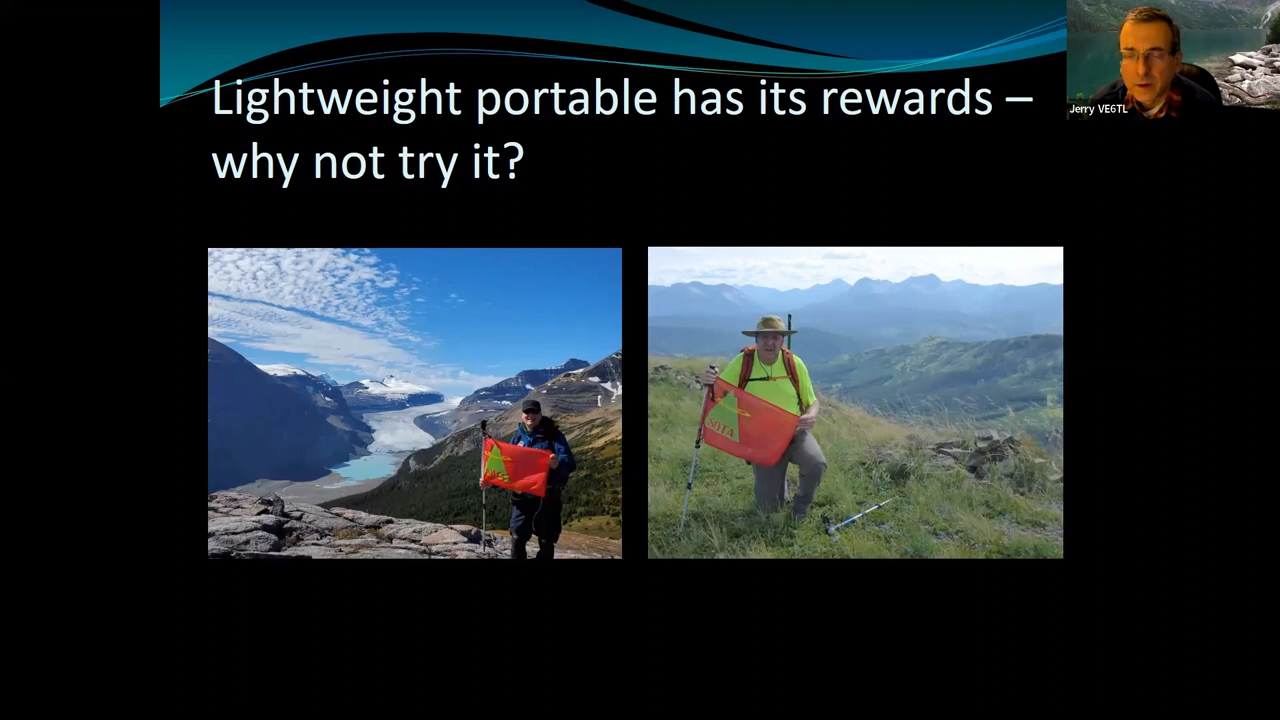 Lightweight portable has its rewards –
why not try it?
Jerry VE6TL
SOTA